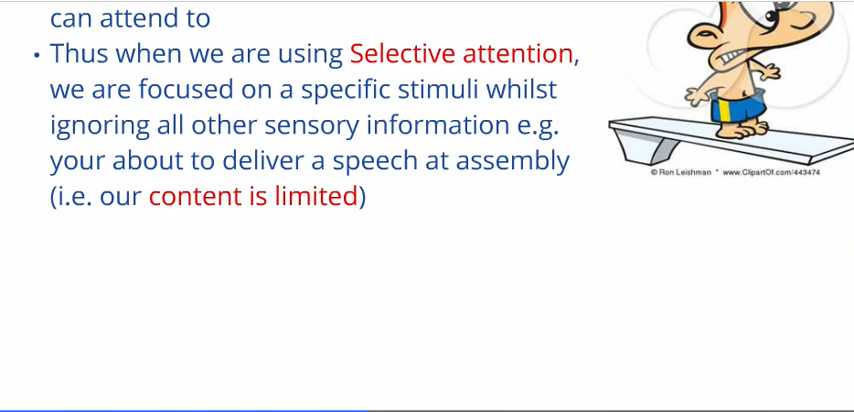 can attend to
• Thus when we are using Selective attention,
we are focused on a specific stimuli whilst
ignoring all other sensory information e.g.
your about to deliver a speech at assembly
(i.e. our content is limited)
© Ron Leishman * www.ClipartOf.com/443474